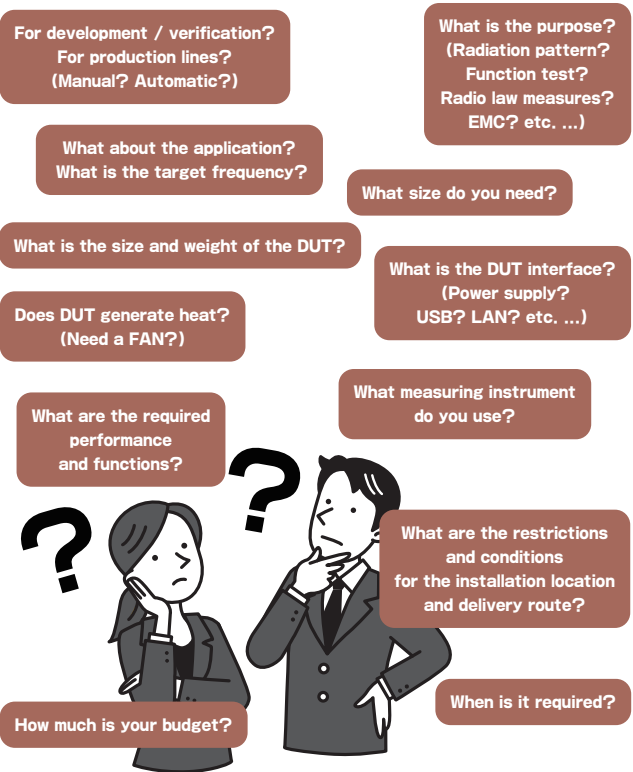 For development / verification?
For production lines?
(Manual? Automatic?)
What is the purpose?
(Radiation pattern?
Function test?
Radio law measures?
EMC? etc. ...)
What about the application?
What is the target frequency?
What size do you need?
What is the size and weight of the DUT?
What is the DUT interface?
(Power supply?
USB? LAN? etc. ...)
Does DUT generate heat?
(Need a FAN?)
What measuring instrument
do you use?
What are the required
performance
and functions?
?
?
What are the restrictions
and conditions
for the installation location
and delivery route?
When is it required?
How much is your budget?